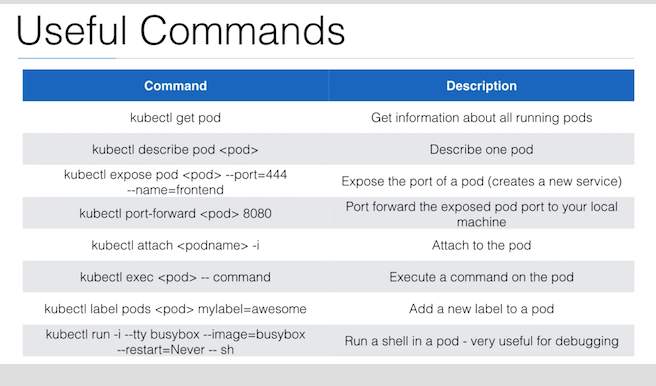 Useful Commands
Command Description
kubectl get pod Get information about all running pods
kubectl describe pod <pod> Describe one pod
kubectl expose pod <pod> --port=444
--name=frontend
Expose the port of a pod (creates a new service)
kubectl port-forward <pod> 8080
Port forward the exposed pod port to your local
machine
kubectl attach <podname> -i Attach to the pod
kubectl exec <pod> -- command Execute a command on the pod
kubectl label pods <pod> mylabel=awesome Add a new label to a pod
kubectl run -i --tty busybox --image=busybox
--restart=Never -- sh
Run a shell in a pod - very useful for debugging